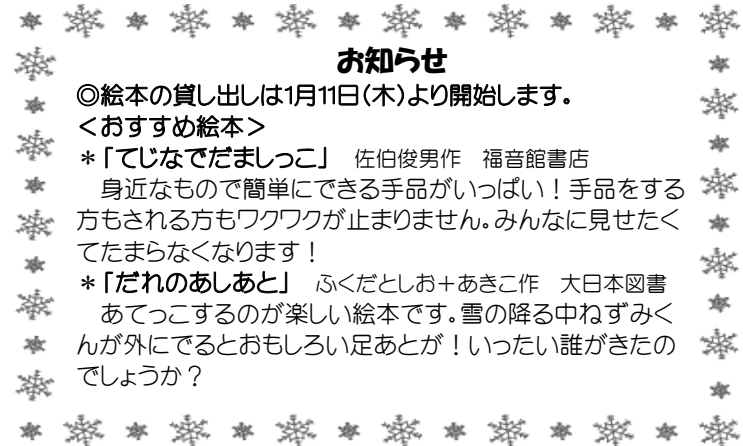 お知らせ
◎絵本の貸し出しは1月11日(木)より開始します。
＜おすすめ絵本＞
＊「てじなでだましっこ」　佐伯俊男作　福音館書店
　身近なもので簡単にできる手品がいっぱい！手品をする
方もされる方もワクワクが止まりません。みんなに見せたく
てたまらなくなります！
＊「だれのあしあと」　ふくだとしお＋あきこ作　大日本図書
　あてっこするのが楽しい絵本です。雪の降る中ねずみく
んが外にでるとおもしろい足あとが！いったい誰がきたの
でしょうか？